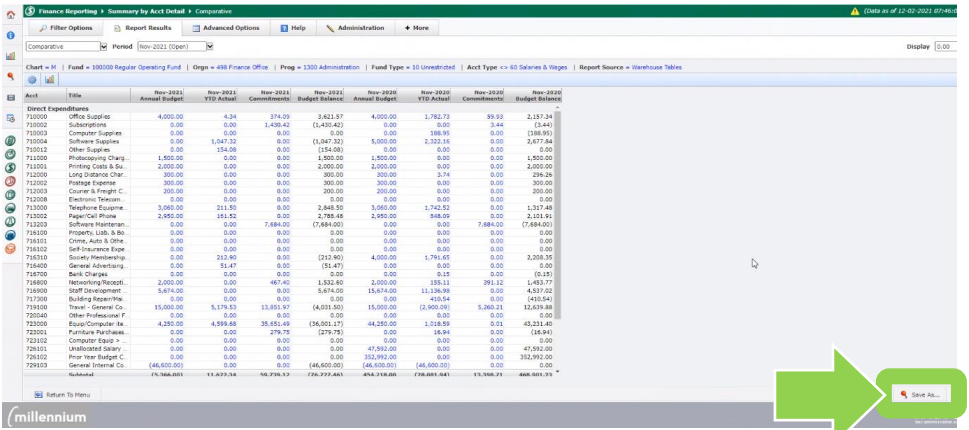 Finance Reporting ▸ Summary by Acct Detail ▸ Comparative (Data as of 12-02-2021 07:46:0
Filter Options Report Results Advanced Options Help Administration + More
Comparative Period Nov-2021 (Open) Display 0.00
Chart = M | Fund = 100000 Regular Operating Fund | Orgn = 498 Finance Office | Prog = 1300 Administration | Fund Type = 10 Unrestricted | Acct Type <> 60 Salaries & Wages | Report Source = Warehouse Tables
Acct Title Nov-2021 Annual Budget Nov-2021 YTD Actual Nov-2021 Commitments Nov-2021 Budget Balance Nov-2020 Annual Budget Nov-2020 YTD Actual Nov-2020 Commitments Nov-2020 Budget Balance
Direct Expenditures
710000 Office Supplies 4,000.00 4.34 374.09 3,621.57 4,000.00 1,782.73 59.93 2,157.34
710002 Subscriptions 0.00 0.00 1,430.42 (1,430.42) 0.00 0.00 3.44 (3.44)
710003 Computer Supplies 0.00 0.00 0.00 0.00 0.00 188.95 0.00 (188.95)
710004 Software Supplies 0.00 1,047.32 0.00 (1,047.32) 5,000.00 2,322.16 0.00 2,677.84
710012 Other Supplies 0.00 154.08 0.00 (154.08) 0.00 0.00 0.00 0.00
711000 Photocopying Charg... 1,500.00 0.00 0.00 1,500.00 1,500.00 0.00 0.00 1,500.00
711001 Printing Costs & Su... 2,000.00 0.00 0.00 2,000.00 2,000.00 0.00 0.00 2,000.00
712000 Long Distance Char... 300.00 0.00 0.00 300.00 300.00 3.74 0.00 296.26
712002 Postage Expense 300.00 0.00 0.00 300.00 300.00 0.00 0.00 300.00
712003 Courier & Freight C... 200.00 0.00 0.00 200.00 200.00 0.00 0.00 200.00
712008 Electronic Telecom... 0.00 0.00 0.00 0.00 0.00 0.00 0.00 0.00
713000 Telephone Equipme... 3,060.00 211.50 0.00 2,848.50 3,060.00 1,742.52 0.00 1,317.48
713002 Pager/Cell Phone 2,950.00 161.52 0.00 2,788.48 2,950.00 848.09 0.00 2,101.91
713203 Software Maintenan... 0.00 0.00 7,684.00 (7,684.00) 0.00 0.00 7,684.00 (7,684.00)
716100 Property, Liab. & Bo... 0.00 0.00 0.00 0.00 0.00 0.00 0.00 0.00
716101 Crime, Auto & Othe... 0.00 0.00 0.00 0.00 0.00 0.00 0.00 0.00
716102 Self-Insurance Expe... 0.00 0.00 0.00 0.00 0.00 0.00 0.00 0.00
716310 Society Membership... 0.00 212.90 0.00 (212.90) 4,000.00 1,791.65 0.00 2,208.35
716400 General Advertising... 0.00 51.47 0.00 (51.47) 0.00 0.00 0.00 0.00
716700 Bank Charges 0.00 0.00 0.00 0.00 0.00 0.15 0.00 (0.15)
716800 Networking/Recepti... 2,000.00 0.00 467.40 1,532.60 2,000.00 155.11 391.12 1,453.77
716900 Staff Development ... 5,674.00 0.00 0.00 5,674.00 15,674.00 11,136.98 0.00 4,537.02
717300 Building Repair/Mai... 0.00 0.00 0.00 0.00 0.00 410.54 0.00 (410.54)
719100 Travel - General Co... 15,000.00 5,179.53 13,851.97 (4,031.50) 15,000.00 (2,900.09) 5,260.21 12,639.88
720040 Other Professional F... 0.00 0.00 0.00 0.00 0.00 0.00 0.00 0.00
723000 Equip/Computer ite... 4,250.00 4,599.68 35,651.49 (36,001.17) 44,250.00 1,018.59 0.01 43,231.40
723001 Furniture Purchases... 0.00 0.00 279.75 (279.75) 0.00 16.94 0.00 (16.94)
723102 Computer Equip > ... 0.00 0.00 0.00 0.00 0.00 0.00 0.00 0.00
726101 Unallocated Salary ... 0.00 0.00 0.00 0.00 47,592.00 0.00 0.00 47,592.00
726102 Prior Year Budget C... 0.00 0.00 0.00 0.00 352,992.00 0.00 0.00 352,992.00
729103 General Internal Co... (46,600.00) 0.00 0.00 (46,600.00) (46,600.00) (46,600.00) 0.00 0.00
Subtotal (5,366.00) 11,622.34 59,739.12 (76,727.46) 454,218.00 (28,081.94) 13,398.71 468,901.23
Return To Menu Save As...
millennium